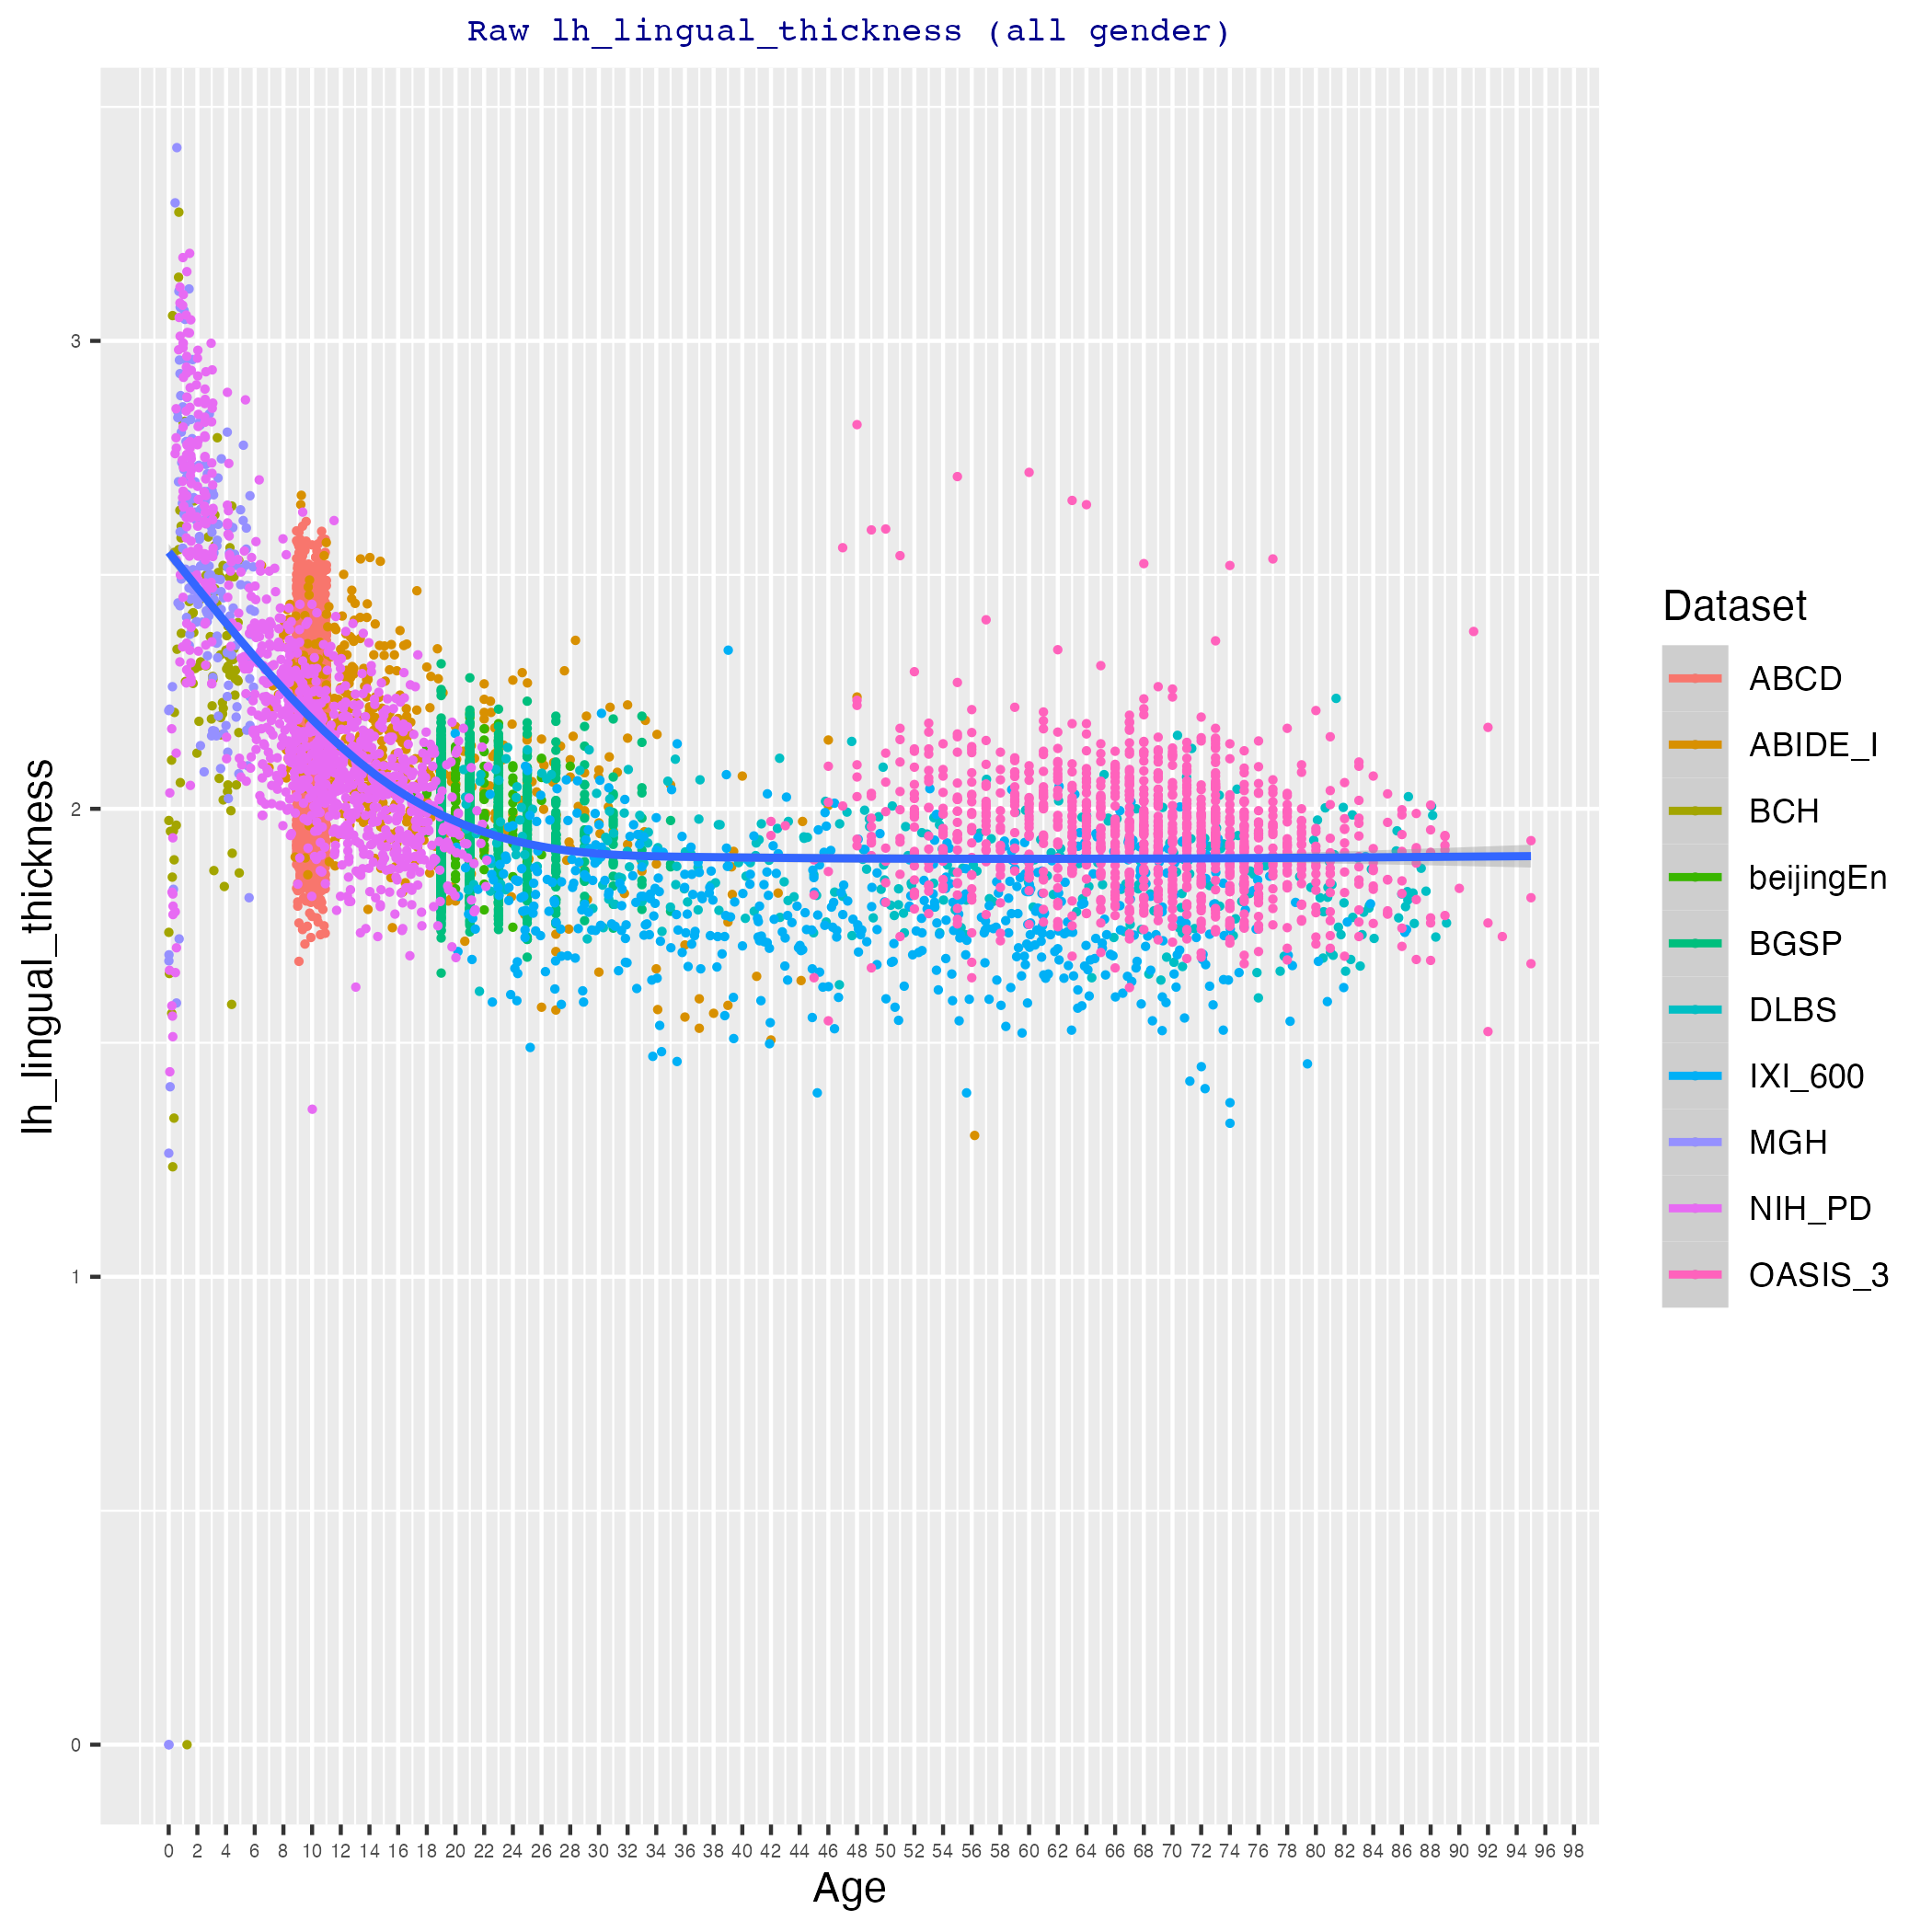 Raw lh_lingual_thickness (all gender)
lh_lingual_thickness
3
2
1
0
0 2 4 6 8 10 12 14 16 18 20 22 24 26 28 30 32 34 36 38 40 42 44 46 48 50 52 54 56 58 60 62 64 66 68 70 72 74 76 78 80 82 84 86 88 90 92 94 96 98
Age
Dataset
ABCD
ABIDE_I
BCH
beijingEn
BGSP
DLBS
IXI_600
MGH
NIH_PD
OASIS_3